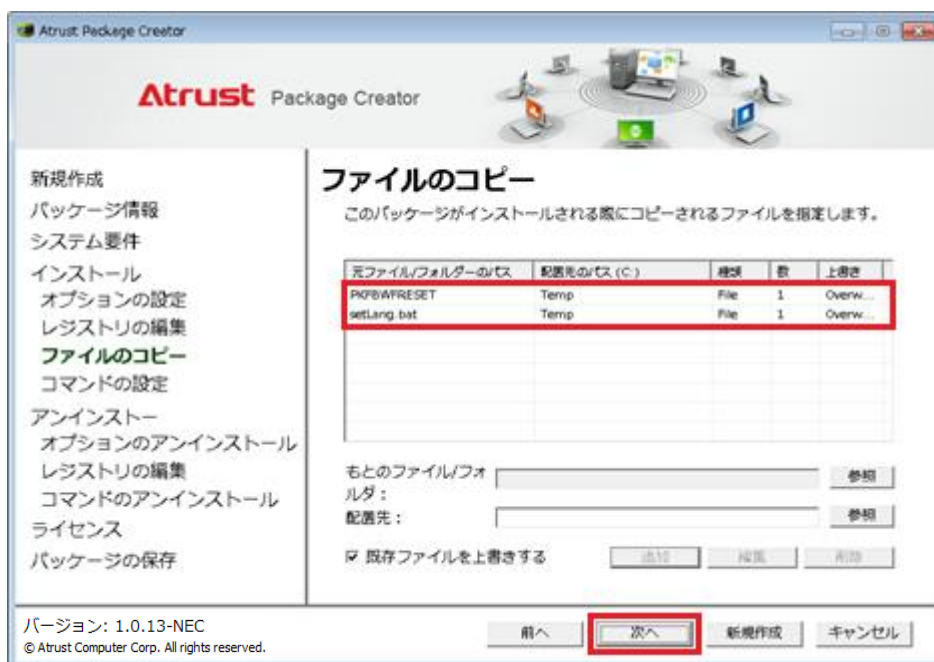 Atrust Package Creator
Atrust Package Creator
新規作成
パッケージ情報
システム要件
インストール
オプションの設定
レジストリの編集
ファイルのコピー
コマンドの設定
アンインストー
オプションのアンインストール
レジストリの編集
コマンドのアンインストール
ライセンス
パッケージの保存
ファイルのコピー
このパッケージがインストールされる際にコピーされるファイルを指定します。
元ファイル/フォルダーのパス 配置先のパス (C:) 種類 数 上書き
PKFBWFRESET Temp File 1 Overw...
setLang.bat Temp File 1 Overw...
もとのファイル/フォ
ルダ：
参照
配置先：
参照
既存ファイルを上書きする 追加 編集 削除
バージョン: 1.0.13-NEC
© Atrust Computer Corp. All rights reserved.
前へ 次へ 新規作成 キャンセル